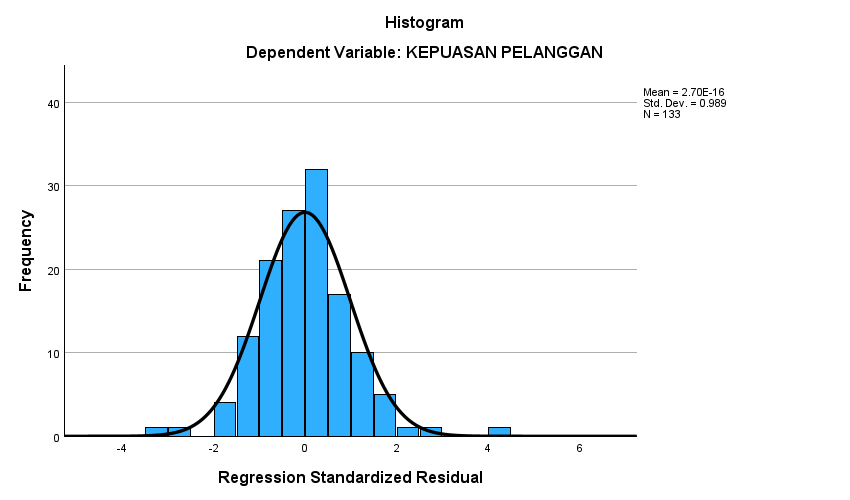 Histogram
Dependent Variable: KEPUASAN PELANGGAN
Mean = 2.70E-16
Std. Dev. = 0.989
N = 133
Frequency
40
30
20
10
0
-4 -2 0 2 4 6
Regression Standardized Residual